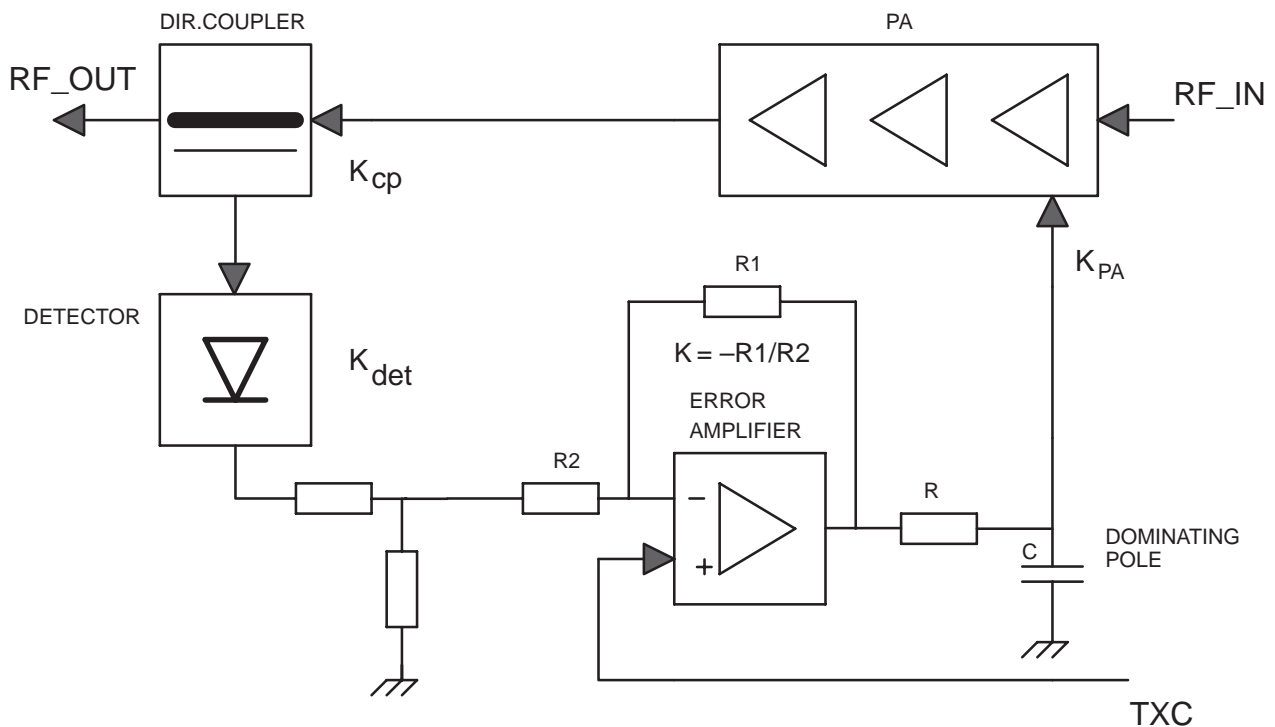 DIR.COUPLER
PA
RF_OUT
RF_IN
Kcp
KPA
R1
DETECTOR
Kdet
K = –R1/R2
ERROR
AMPLIFIER
R2
–
R
+
C
DOMINATING
POLE
TXC